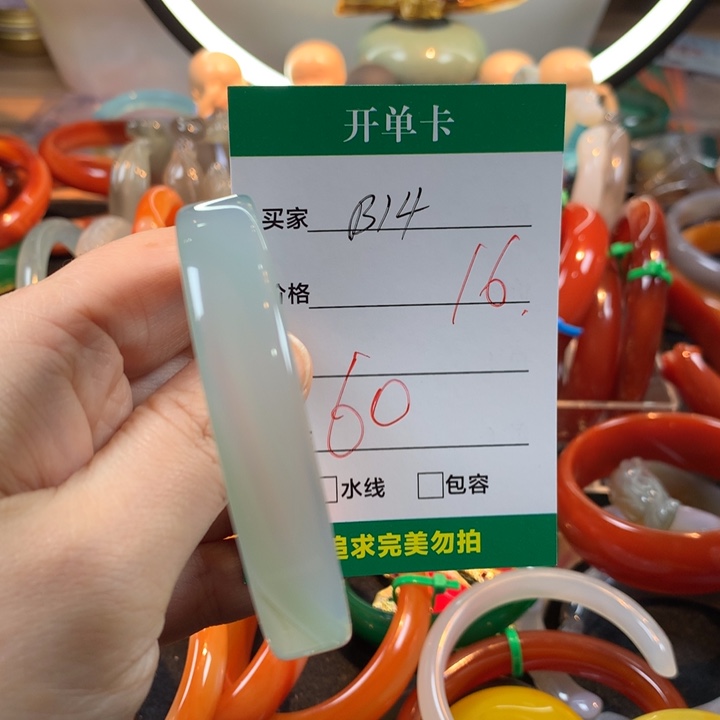 开单卡
买家 B14
价格 16.
60
水线 包容
追求完美勿拍